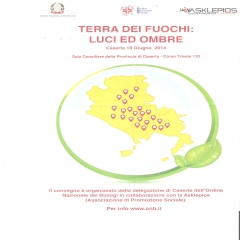 ASKLEPIOS
TERRA DEI FUOCHI:
LUCI ED OMBRE
Caserta 18 Giugno 2014
Sala Consiliare della Provincia di Caserta - Corso Trieste 133
Il convegno è organizzato dalla delegazione di Caserta dell'Ordine
Nazionale dei Biologi in collaborazione con la Asklepios
(Associazione di Promozione Sociale)
Per info www.onb.it